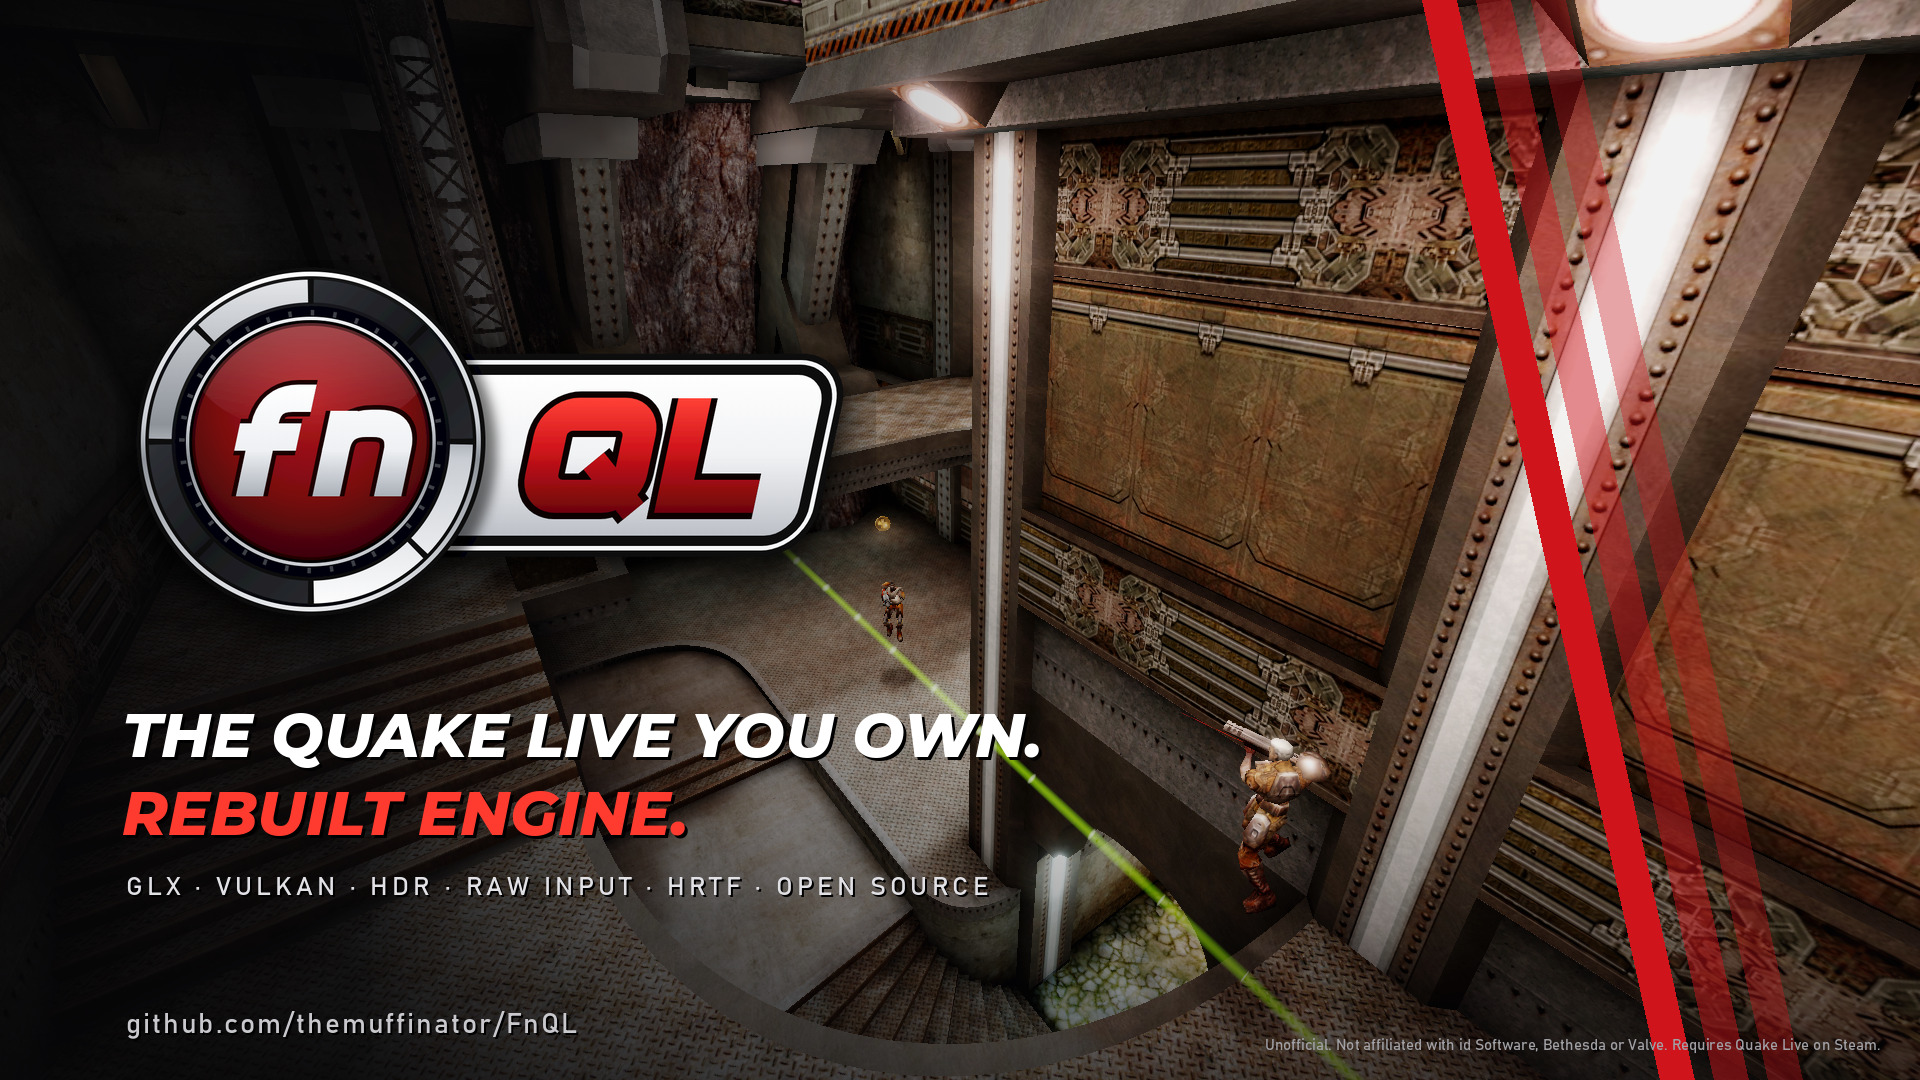 fn QL
THE QUAKE LIVE YOU OWN.
REBUILT ENGINE.
GLX · VULKAN · HDR · RAW INPUT · HRTF · OPEN SOURCE
github.com/themuffinator/FnQL
Unofficial. Not affiliated with id Software, Bethesda or Valve. Requires Quake Live on Steam.